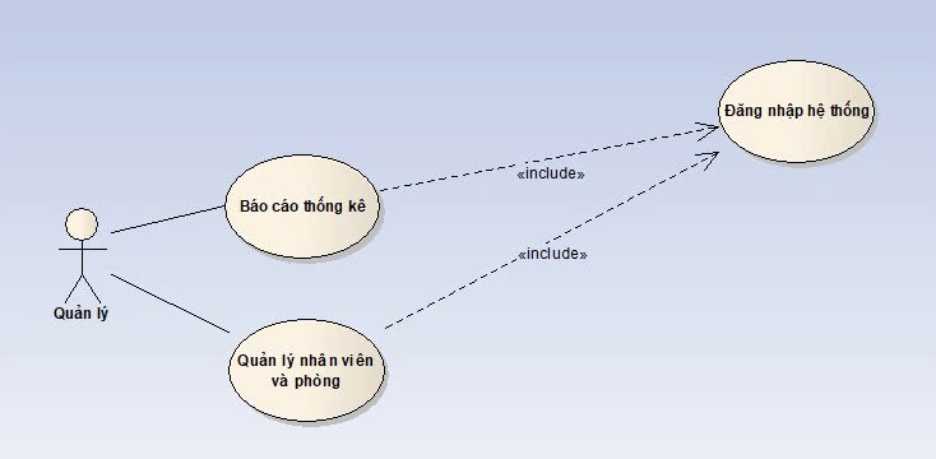 Đăng nhập hệ thống
«include»
Báo cáo thống kê
«include»
Quản lý
Quản lý nhân viên
và phòng